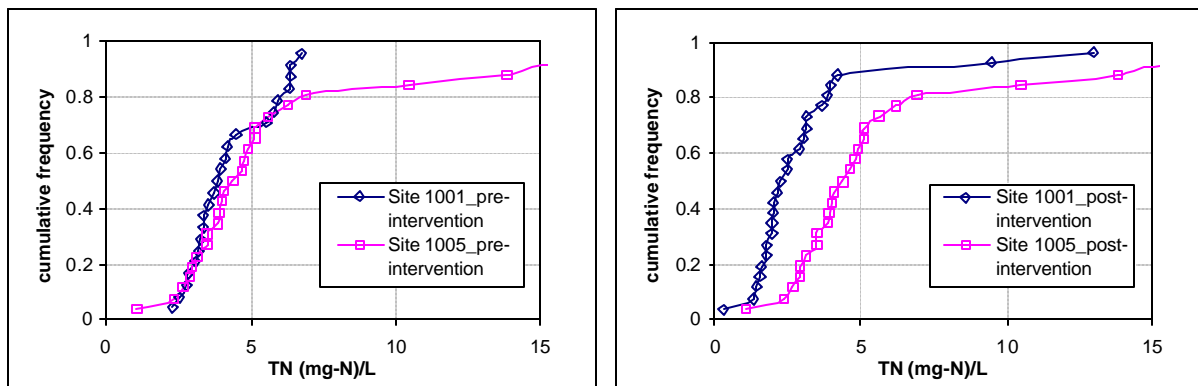 1
0.8
0.6
0.4
0.2
0
cumulative frequency
Site 1001_pre-
intervention
Site 1005_pre-
intervention
0
5
10
15
TN (mg-N)/L
1
0.8
0.6
0.4
0.2
0
cumulative frequency
Site 1001_post-
intervention
Site 1005_post-
intervention
0
5
10
15
TN (mg-N)/L